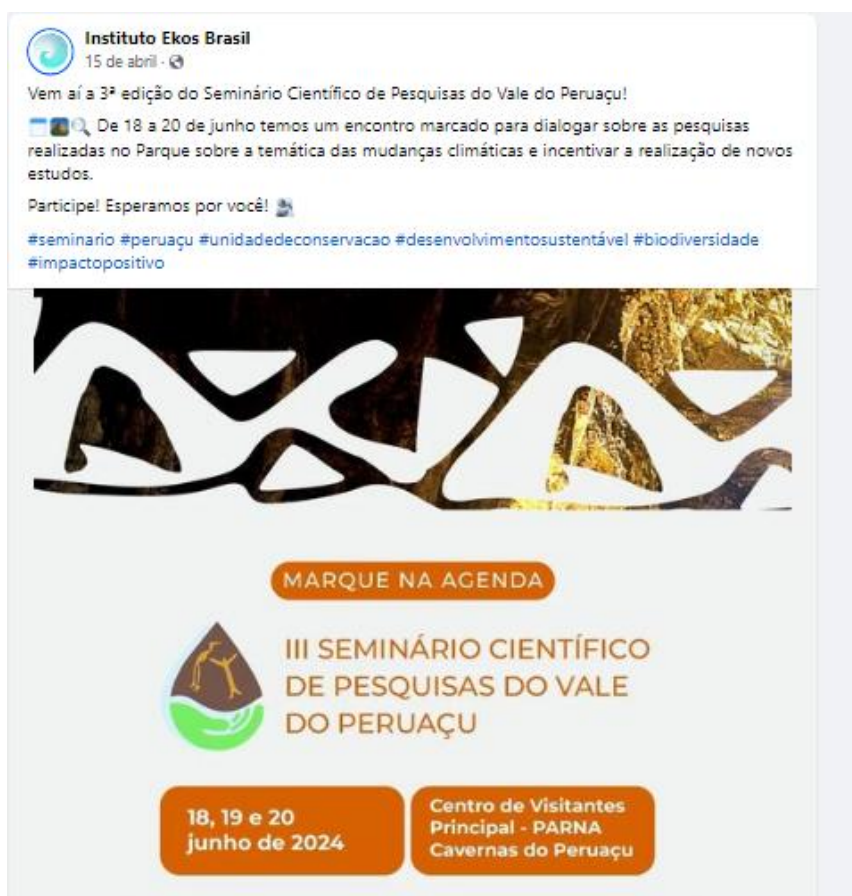 Instituto Ekos Brasil
15 de abril ·
Vem aí a 3ª edição do Seminário Científico de Pesquisas do Vale do Peruaçu!
De 18 a 20 de junho temos um encontro marcado para dialogar sobre as pesquisas
realizadas no Parque sobre a temática das mudanças climáticas e incentivar a realização de novos
estudos.
Participe! Esperamos por você!
#seminario #peruaçu #unidadedeconservacao #desenvolvimentosustentável #biodiversidade
#impactopositivo
MARQUE NA AGENDA
III SEMINÁRIO CIENTÍFICO
DE PESQUISAS DO VALE
DO PERUAÇU
18, 19 e 20
junho de 2024
Centro de Visitantes
Principal - PARNA
Cavernas do Peruaçu